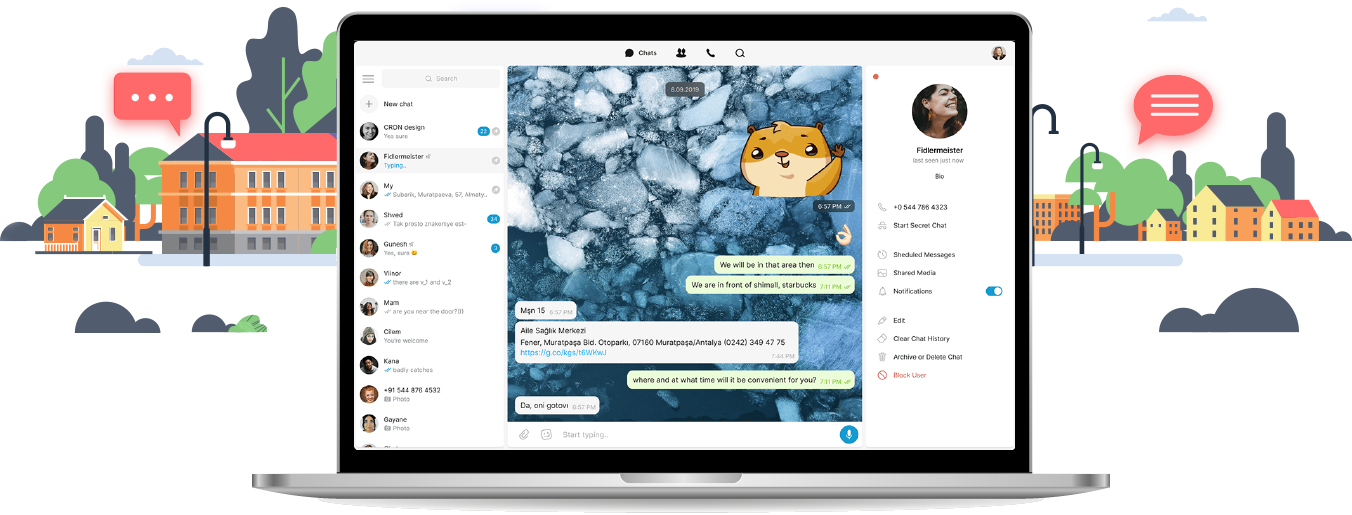 Chats
Search
New chat
CRDN design
Yes sure
22
Fidlermeister
Typing..
My
Subarik, Muratpaeva, 57, Almaty..
Shved
Tak prosto znakomye est-
24
Gunesh
Yes, sure
3
Viinor
there are v_1 and v_2
Mam
are you near the door?)))
Cilem
You're welcome
Kana
badly catches
+91 544 876 4532
Photo
Gayane
Photo
8.09.2019
6:57 PM
We will be in that area then 6:57 PM
We are in front of shimall, starbucks 7:11 PM
Mşn 15 6:57 PM
Aile Sağlık Merkezi
Fener, Muratpaşa Bld. Otoparkı, 07160 Muratpaşa/Antalya (0242) 349 47 75
https://g.co/kgs/t6WKwJ
7:44 PM
where and at what time will it be convenient for you? 7:11 PM
Da, oni gotovi 6:57 PM
Start typing..
Fidlermeister
last seen just now
Bio
+0 544 786 4323
Start Secret Chat
Sheduled Messages
Shared Media
Notifications
Edit
Clear Chat History
Archive or Delete Chat
Block User